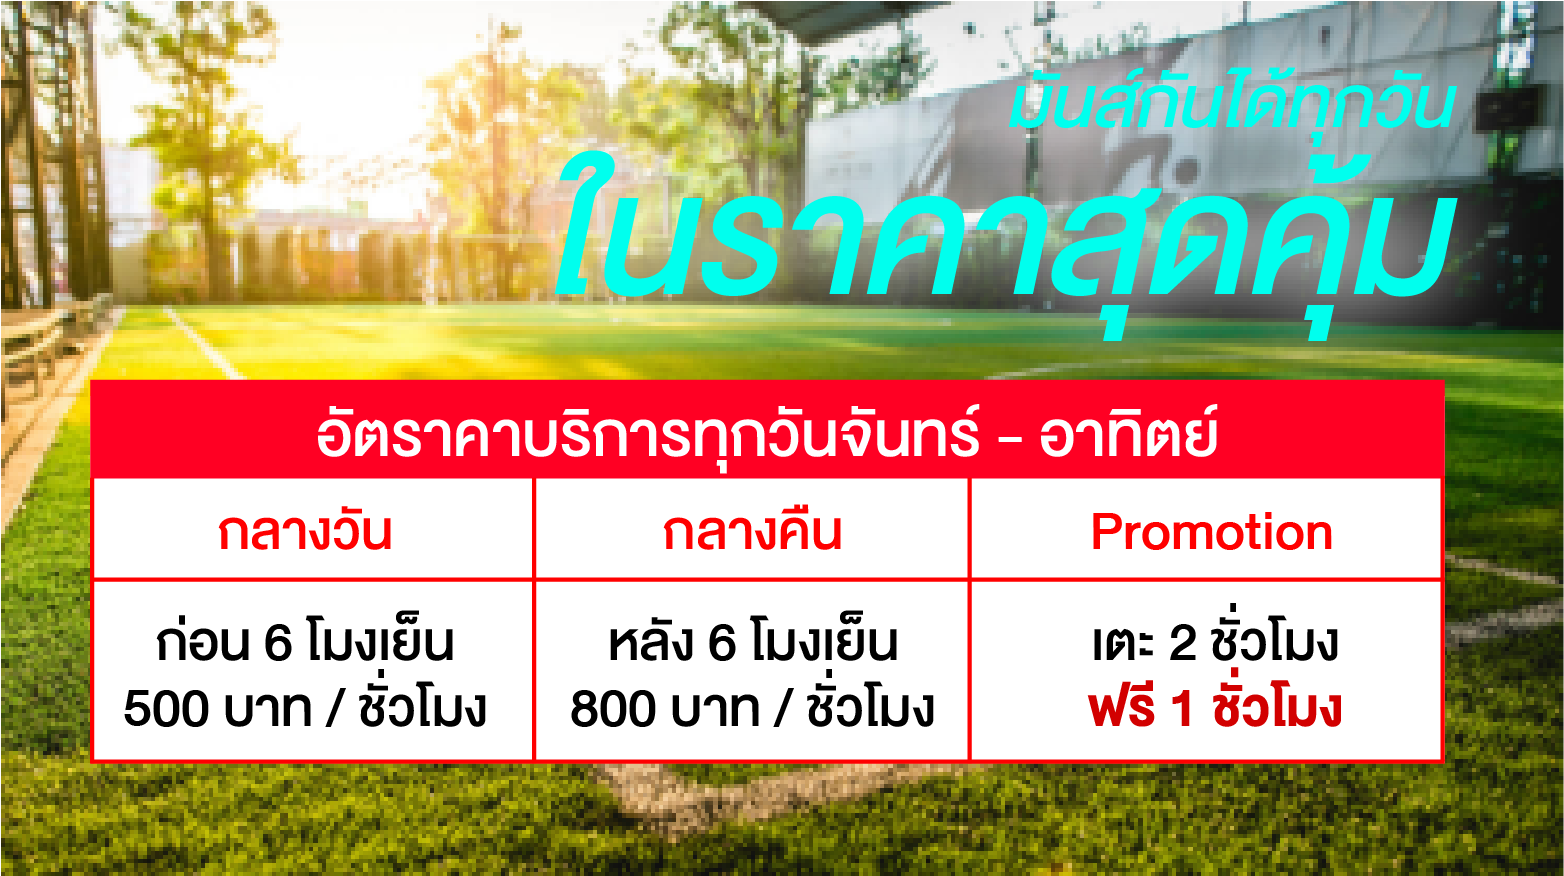 มันส์กันได้ทุกวัน
ในราคาสุดคุ้ม
อัตราคาบริการทุกวันจันทร์ - อาทิตย์
กลางวัน
กลางคืน
Promotion
ก่อน 6 โมงเย็น
500 บาท / ชั่วโมง
หลัง 6 โมงเย็น
800 บาท / ชั่วโมง
เตะ 2 ชั่วโมง
ฟรี 1 ชั่วโมง